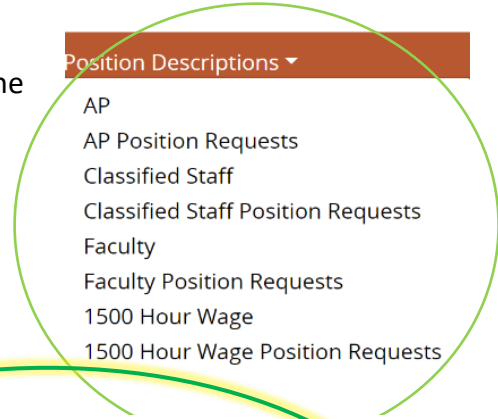 Position Descriptions ▾
ne
AP
AP Position Requests
Classified Staff
Classified Staff Position Requests
Faculty
Faculty Position Requests
1500 Hour Wage
1500 Hour Wage Position Requests